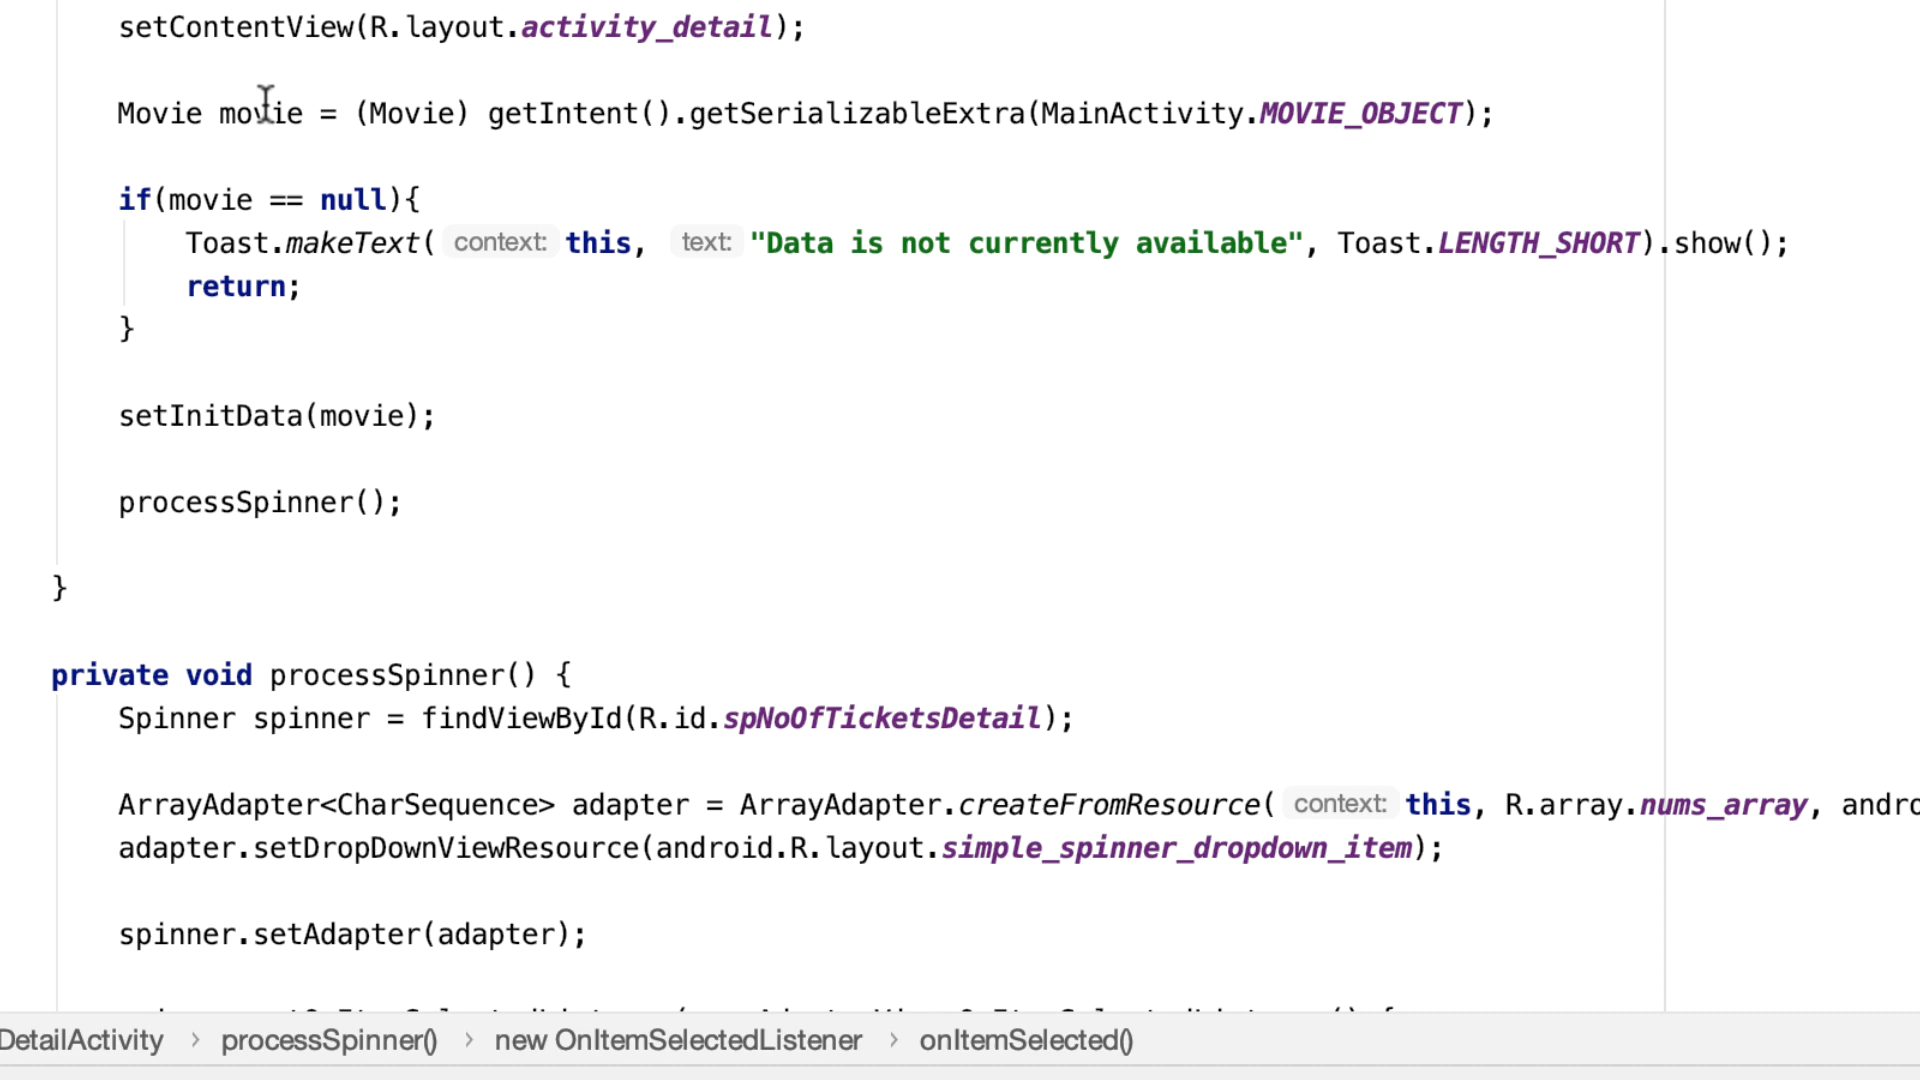 setContentView(R.layout.activity_detail);
Movie movie = (Movie) getIntent().getSerializableExtra(MainActivity.MOVIE_OBJECT);
if(movie == null){
Toast.makeText( context: this, text: "Data is not currently available", Toast.LENGTH_SHORT).show();
return;
}
setInitData(movie);
processSpinner();
}
private void processSpinner() {
Spinner spinner = findViewById(R.id.spNoOfTicketsDetail);
ArrayAdapter<CharSequence> adapter = ArrayAdapter.createFromResource( context: this, R.array.nums_array, andro
adapter.setDropDownViewResource(android.R.layout.simple_spinner_dropdown_item);
spinner.setAdapter(adapter);
DetailActivity › processSpinner() › new OnItemSelectedListener › onItemSelected()